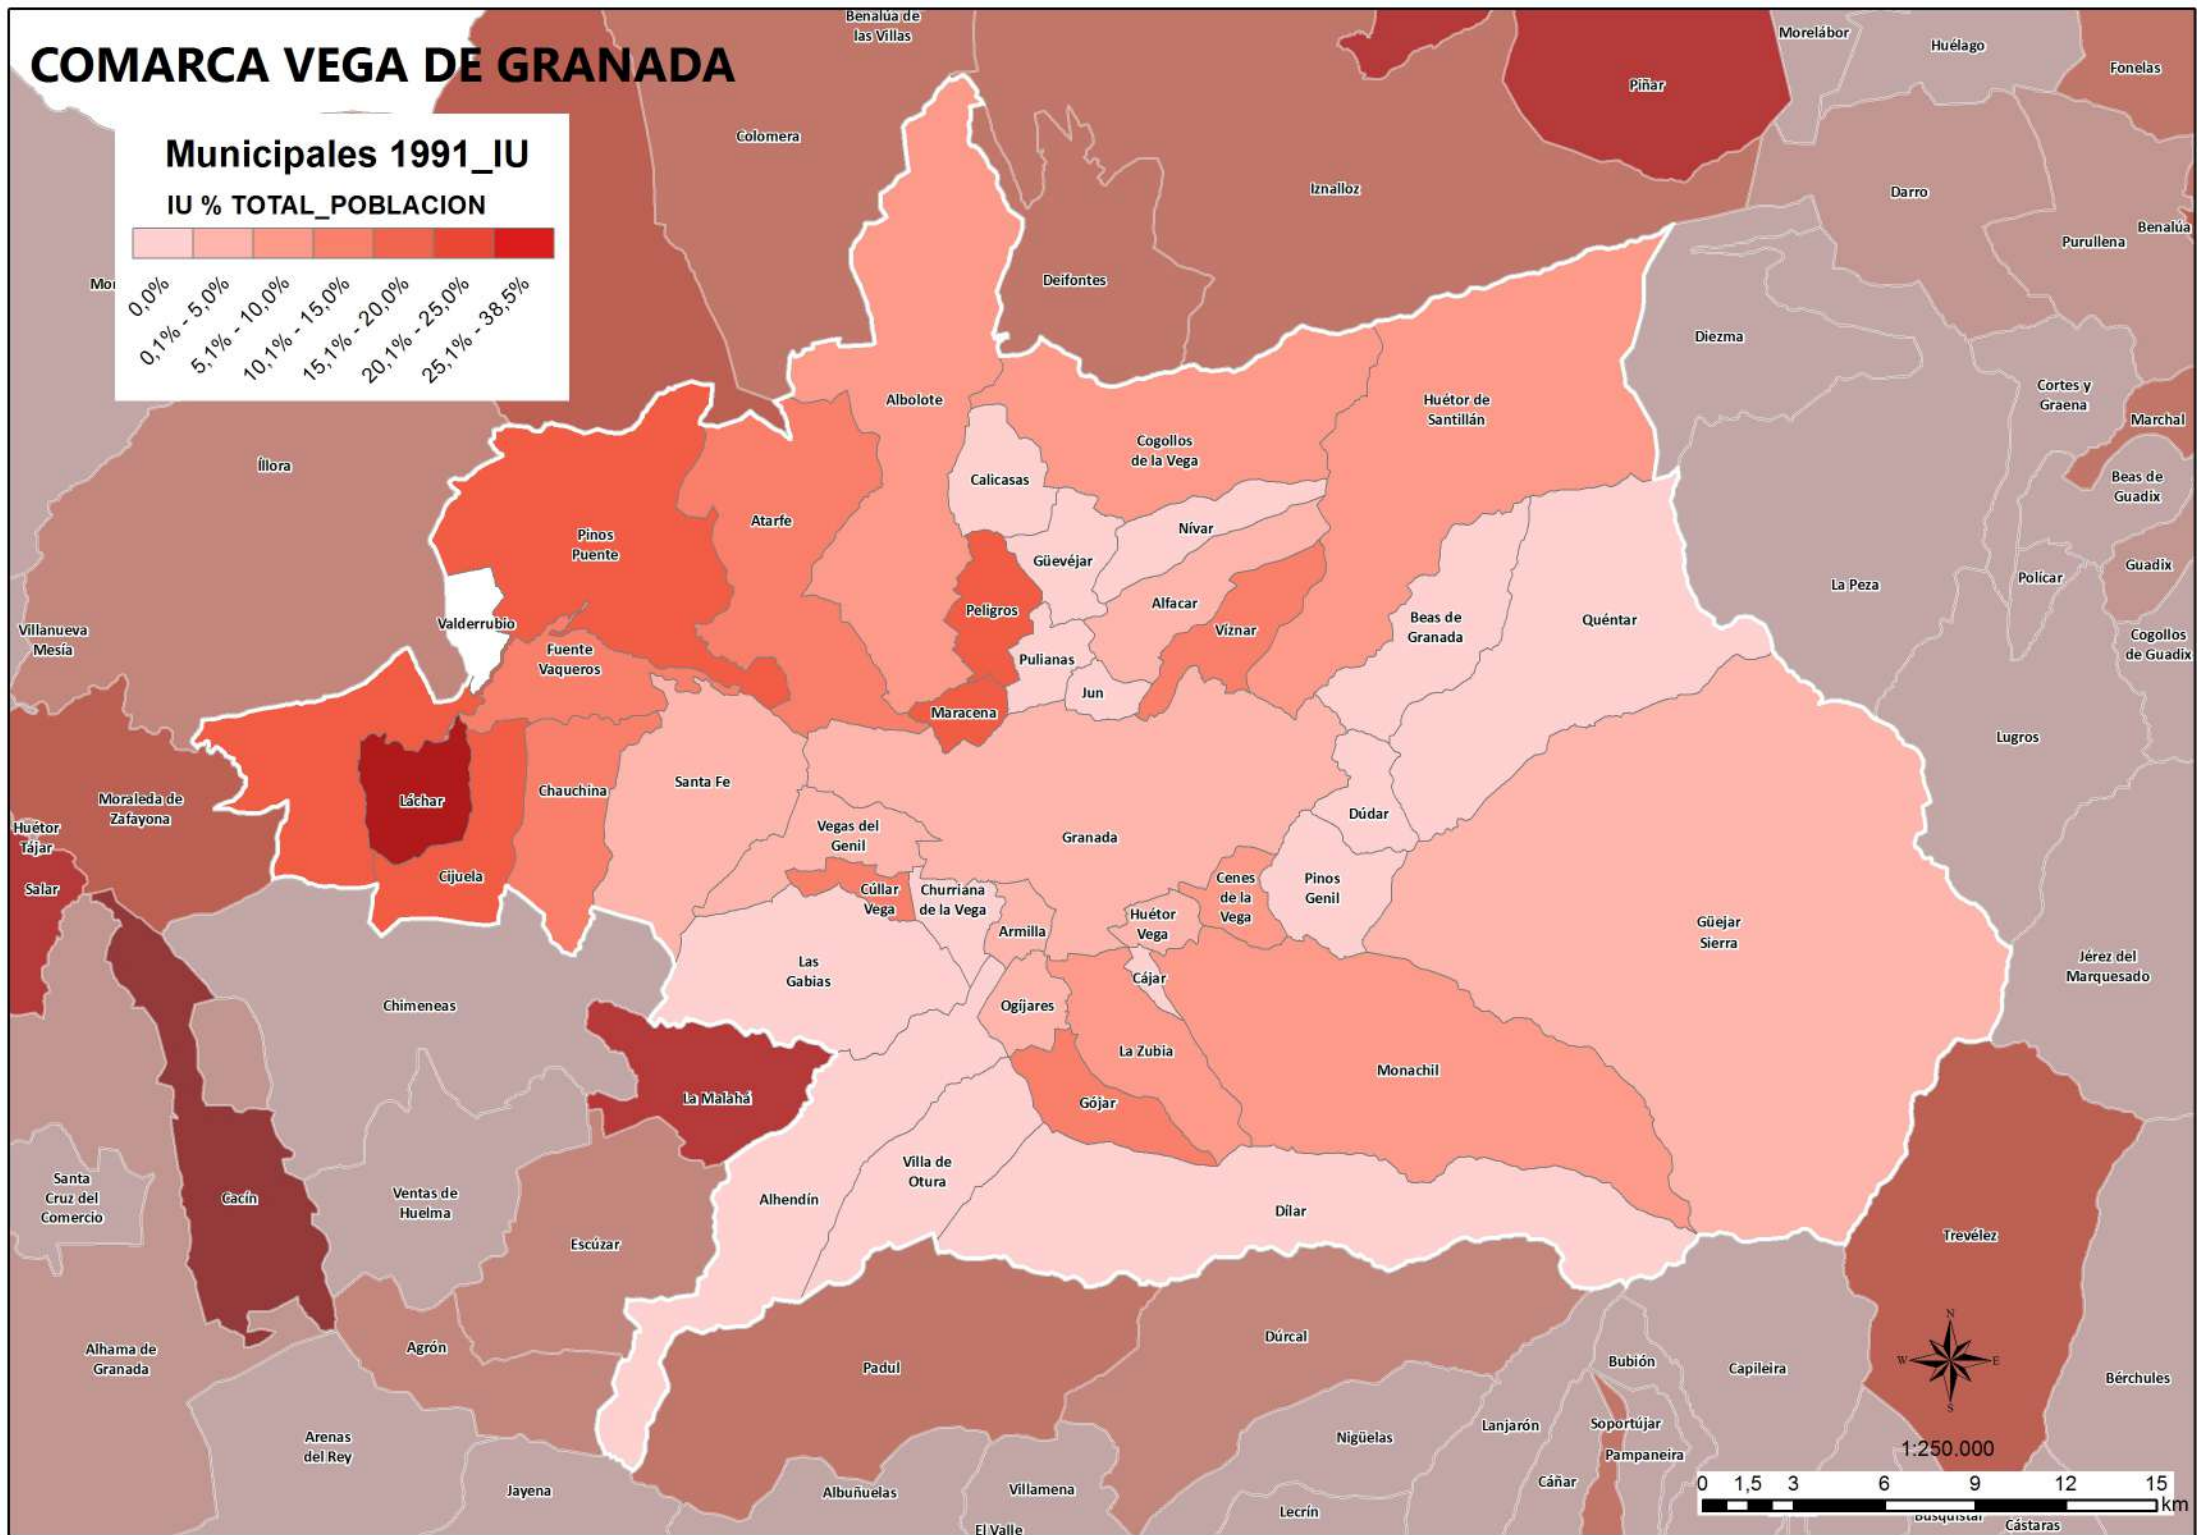 COMARCA VEGA DE GRANADA
Municipales 1991_IU
IU % TOTAL_POBLACION
0,0%
0,1% - 5,0%
5,1% - 10,0%
10,1% - 15,0%
15,1% - 20,0%
20,1% - 25,0%
25,1% - 38,5%
Benalúa de
las Villas
Morelábor
Huélago
Fonelas
Piñar
Colomera
Iznalloz
Darro
Benalúa
Purullena
Deifontes
Diezma
Cortes y
Graena
Marchal
Albolote
Huétor de
Santillán
Cogollos
de la Vega
Íllora
Calicasas
Beas de
Guadix
Atarfe
Nívar
Pinos
Puente
Güevéjar
Guadix
Polícar
La Peza
Peligros
Alfacar
Valderrubio
Víznar
Beas de
Granada
Quéntar
Villanueva
Mesía
Cogollos
de Guadix
Fuente
Vaqueros
Pulianas
Jun
Maracena
Lugros
Santa Fe
Chauchina
Láchar
Moraleda de
Zafayona
Dúdar
Huétor
Tájar
Vegas del
Genil
Granada
Salar
Cijuela
Cúllar
Vega
Churriana
de la Vega
Cenes
de la
Vega
Pinos
Genil
Huétor
Vega
Armilla
Güejar
Sierra
Las
Gabias
Cájar
Jérez del
Marquesado
Chimeneas
Ogíjares
La Zubia
Monachil
La Malahá
Gójar
Villa de
Otura
Alhendín
Dílar
Santa
Cruz del
Comercio
Cacín
Ventas de
Huelma
Escúzar
Trevélez
N
W
E
S
Alhama de
Granada
Agrón
Padul
Dúrcal
Bubión
Capileira
Bérchules
Arenas
del Rey
Nigüelas
Lanjarón
Soportújar
Pampaneira
1:250.000
Jayena
Albuñuelas
Villamena
Cáñar
0 1,5 3 6 9 12 15
km
Lecrín
El Valle
Busquístar
Cástaras